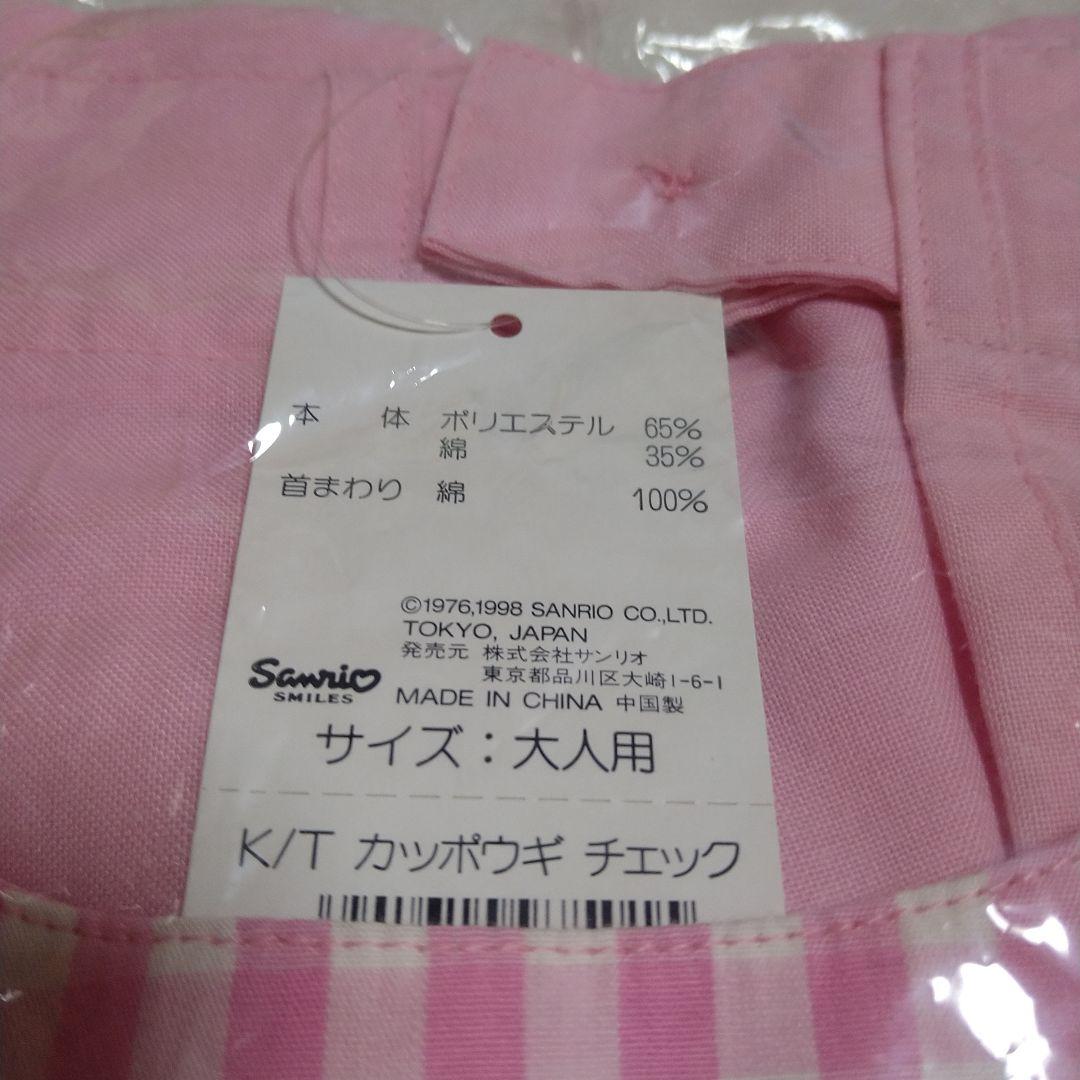 本 体 ポリエステル 65%
綿 35%
首まわり 綿 100%
©1976,1998 SANRIO CO.,LTD.
TOKYO, JAPAN
発売元 株式会社サンリオ
東京都品川区大崎1-6-1
Sanrio
SMILES
MADE IN CHINA 中国製
サイズ:大人用
K/T カッポウギ チェック